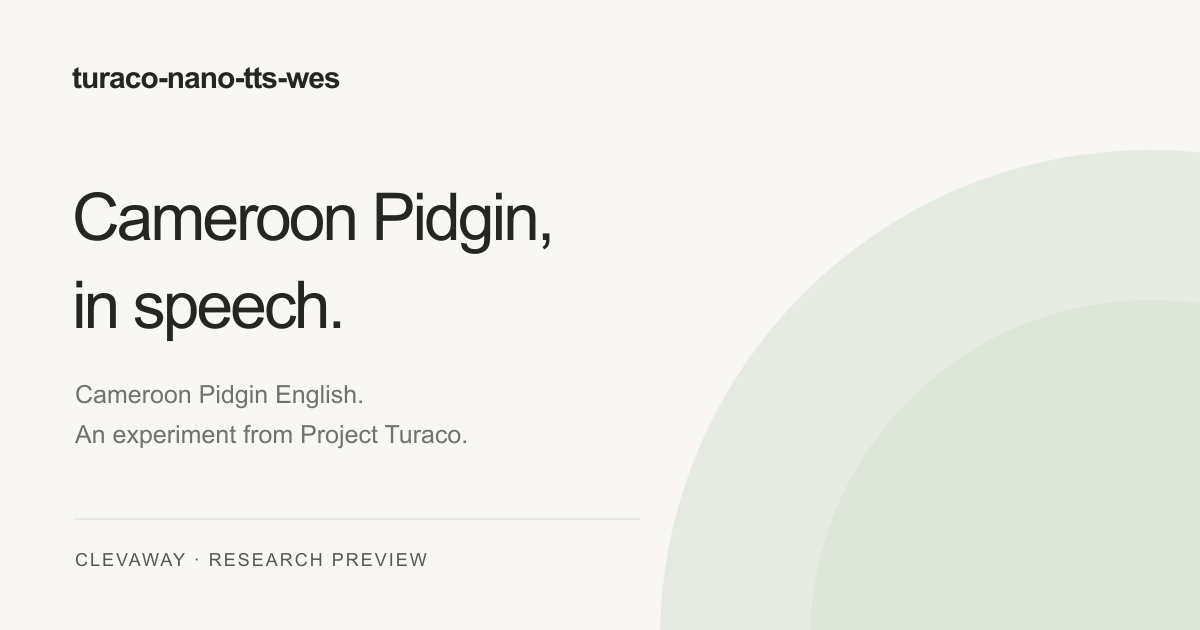 turaco-nano-tts-wes
Cameroon Pidgin,
in speech.
Cameroon Pidgin English.
An experiment from Project Turaco.
CLEVAWAY · RESEARCH PREVIEW